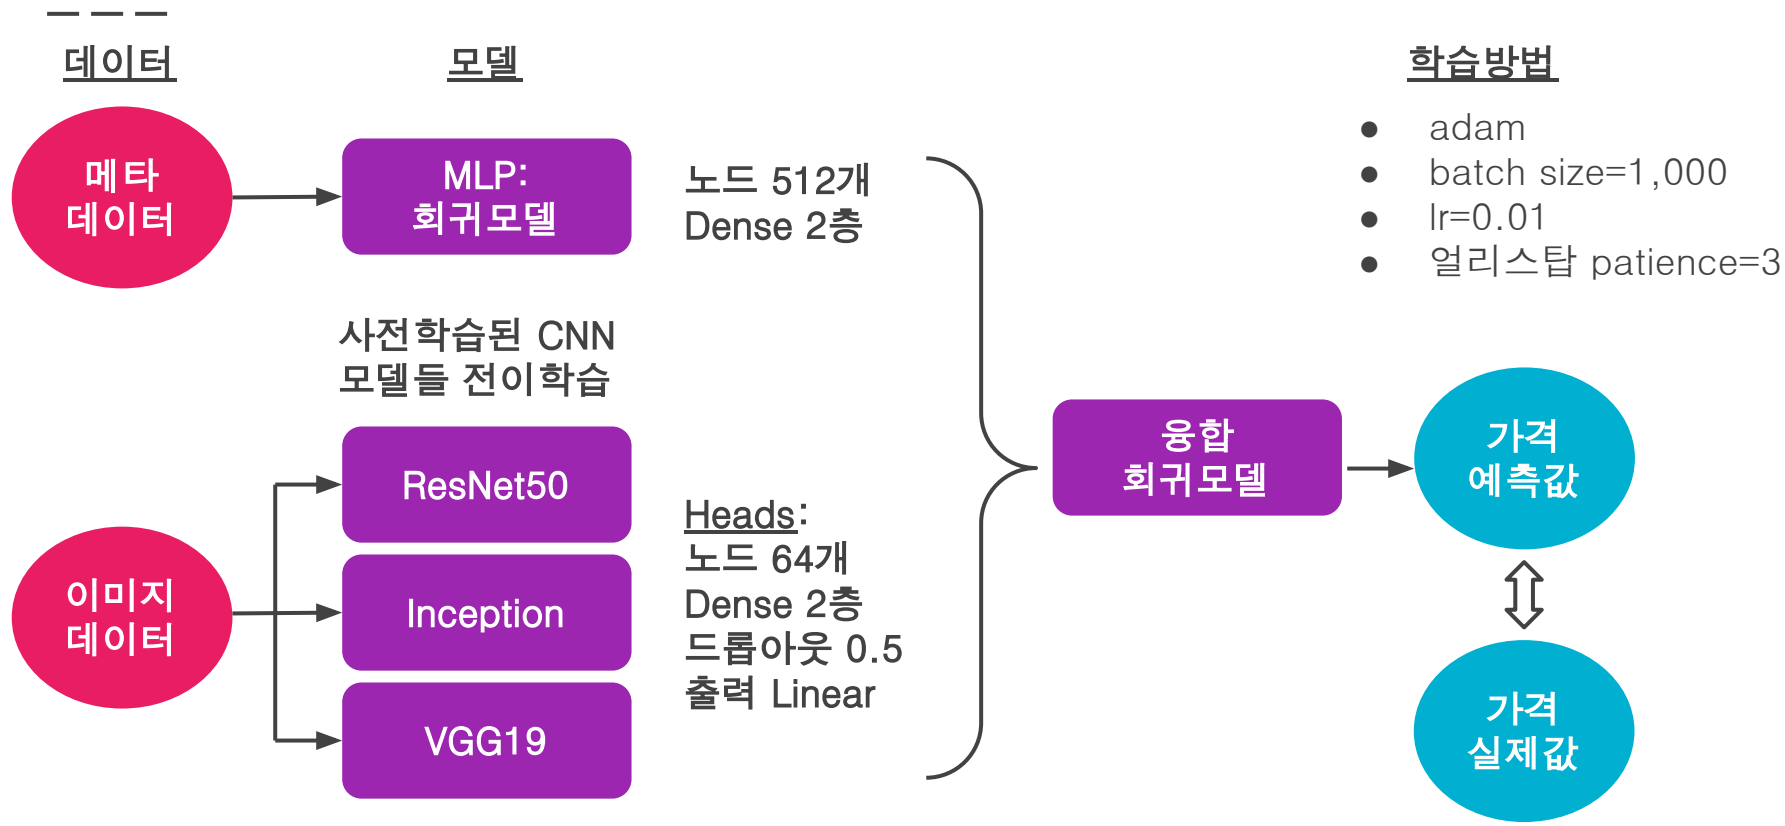 데이터
모델
학습방법
메타
데이터
MLP:
회귀모델
노드 512개
Dense 2층
● adam
● batch size=1,000
● lr=0.01
● 얼리스탑 patience=3
사전학습된 CNN
모델들 전이학습
이미지
데이터
ResNet50
Inception
VGG19
Heads:
노드 64개
Dense 2층
드롭아웃 0.5
출력 Linear
융합
회귀모델
가격
예측값
가격
실제값